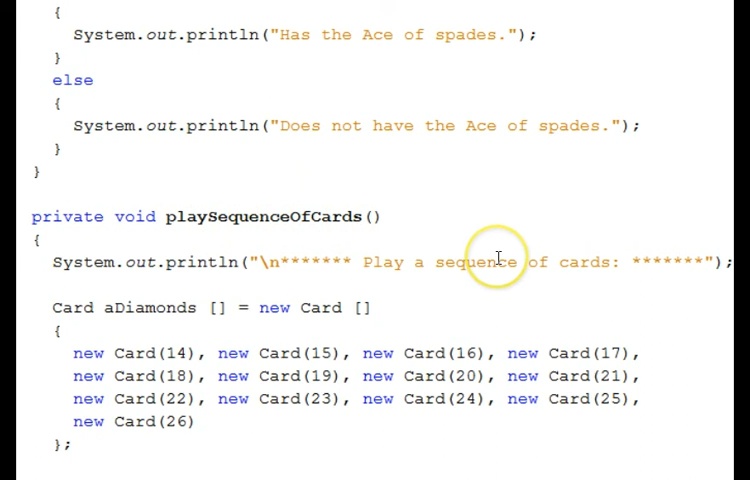 {
System.out.println("Has the Ace of spades.");
}
else
{
System.out.println("Does not have the Ace of spades.");
}
}
private void playSequenceOfCards()
{
System.out.println("\n******* Play a sequence of cards: *******");
Card aDiamonds [] = new Card []
{
new Card(14), new Card(15), new Card(16), new Card(17),
new Card(18), new Card(19), new Card(20), new Card(21),
new Card(22), new Card(23), new Card(24), new Card(25),
new Card(26)
};